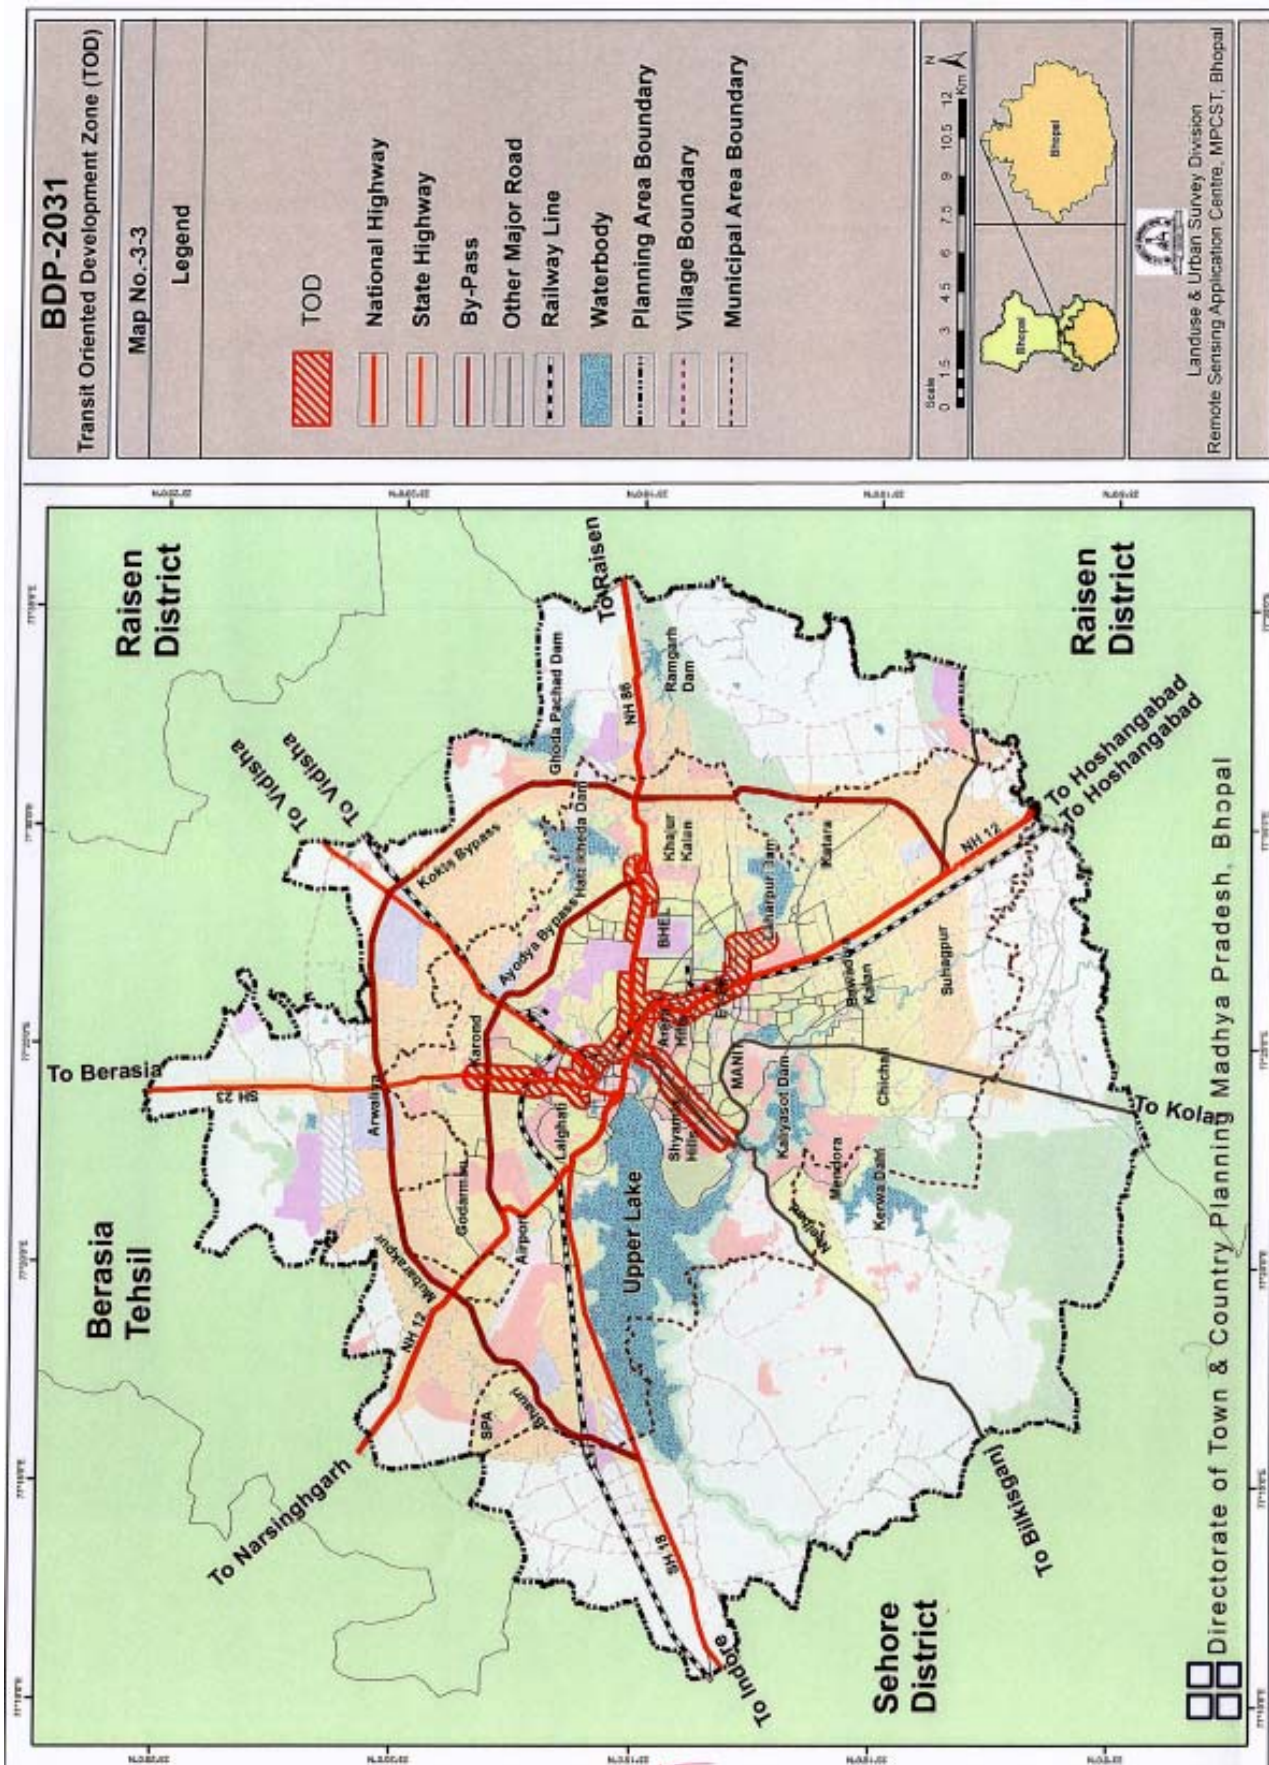 BDP-2031
Transit Oriented Development Zone (TOD)
Map No.-3-3
Legend
TOD
National Highway
State Highway
By-Pass
Other Major Road
Railway Line
Waterbody
Planning Area Boundary
Village Boundary
Municipal Area Boundary
Scale
0 1.5 3 4.5 6 7.5 9 10.5 12
Km
N
Bhopal
Bhopal
Landuse & Urban Survey Division
Remote Sensing Application Centre, MPCST, Bhopal
Berasia
Tehsil
Raisen
District
To Narsinghgarh
To Berasia
To Vidisha
To Vidisha
To Raisen
NH 12
SH 23
Mubarakpur
Arwaliya
Kokta Bypass
SPA
Bhauri
Godarmau
Karond
Airport
Lalghati
Ayodya Bypass
Ghoda Pachad Dam
NH 86
Ramgarh
Dam
Khajur
Kalan
BHEL
Upper Lake
MANIT
Laharpur Dam
Katara
Kaliyasot Dam
Mendora
Kerwa Dam
Chichali
Bawadiya
Kalan
Suhagpur
NH 12
SH 18
To Indore
Sehore
District
To Bilkisganj
To Kolar
To Hoshangabad
To Hoshangabad
Raisen
District
Directorate of Town & Country Planning Madhya Pradesh, Bhopal